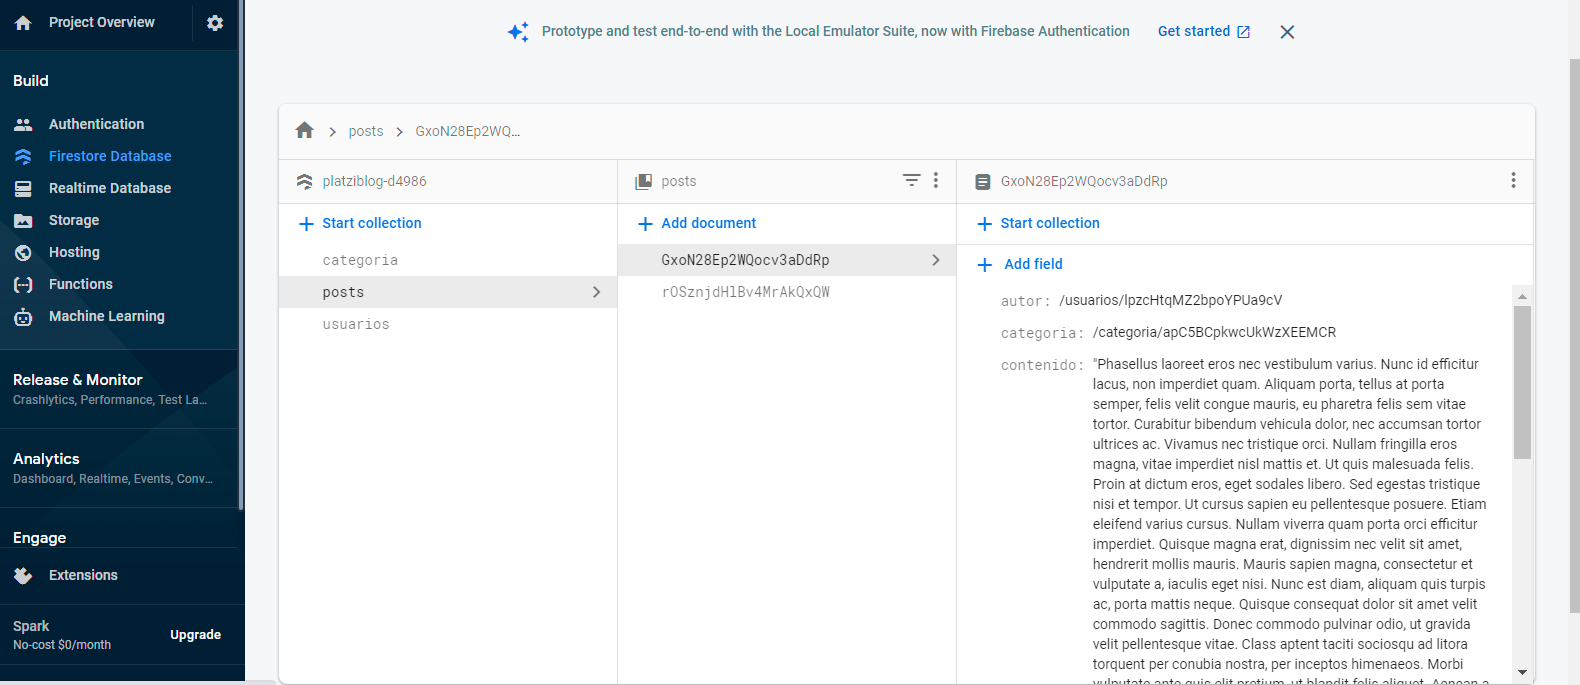 Project Overview
Build
Authentication
Firestore Database
Realtime Database
Storage
Hosting
Functions
Machine Learning
Release & Monitor
Crashlytics, Performance, Test La...
Analytics
Dashboard, Realtime, Events, Conv...
Engage
Extensions
Spark
No-cost $0/month
Upgrade
Prototype and test end-to-end with the Local Emulator Suite, now with Firebase Authentication
Get started
posts
GxoN28Ep2WQ...
platziblog-d4986
Start collection
categoria
posts
usuarios
posts
Add document
GxoN28Ep2WQocv3aDdRp
rOSznjdHlBv4MrAkQxQW
GxoN28Ep2WQocv3aDdRp
Start collection
Add field
autor: /usuarios/lpzcHtqMZ2bpoYPUa9cV
categoria: /categoria/apC5BCpkwcUkWzXEEMCR
contenido: "Phasellus laoreet eros nec vestibulum varius. Nunc id efficitur
lacus, non imperdiet quam. Aliquam porta, tellus at porta
semper, felis velit congue mauris, eu pharetra felis sem vitae
tortor. Curabitur bibendum vehicula dolor, nec accumsan tortor
ultrices ac. Vivamus nec tristique orci. Nullam fringilla eros
magna, vitae imperdiet nisl mattis et. Ut quis malesuada felis.
Proin at dictum eros, eget sodales libero. Sed egestas tristique
nisi et tempor. Ut cursus sapien eu pellentesque posuere. Etiam
eleifend varius cursus. Nullam viverra quam porta orci efficitur
imperdiet. Quisque magna erat, dignissim nec velit sit amet,
hendrerit mollis mauris. Mauris sapien magna, consectetur et
vulputate a, iaculis eget nisi. Nunc est diam, aliquam quis turpis
ac, porta mattis neque. Quisque consequat dolor sit amet velit
commodo sagittis. Donec commodo pulvinar odio, ut gravida
velit pellentesque vitae. Class aptent taciti sociosqu ad litora
torquent per conubia nostra, per inceptos himenaeos. Morbi
vulputate ante quis elit pretium, ut blandit felis aliquet. Aenean a